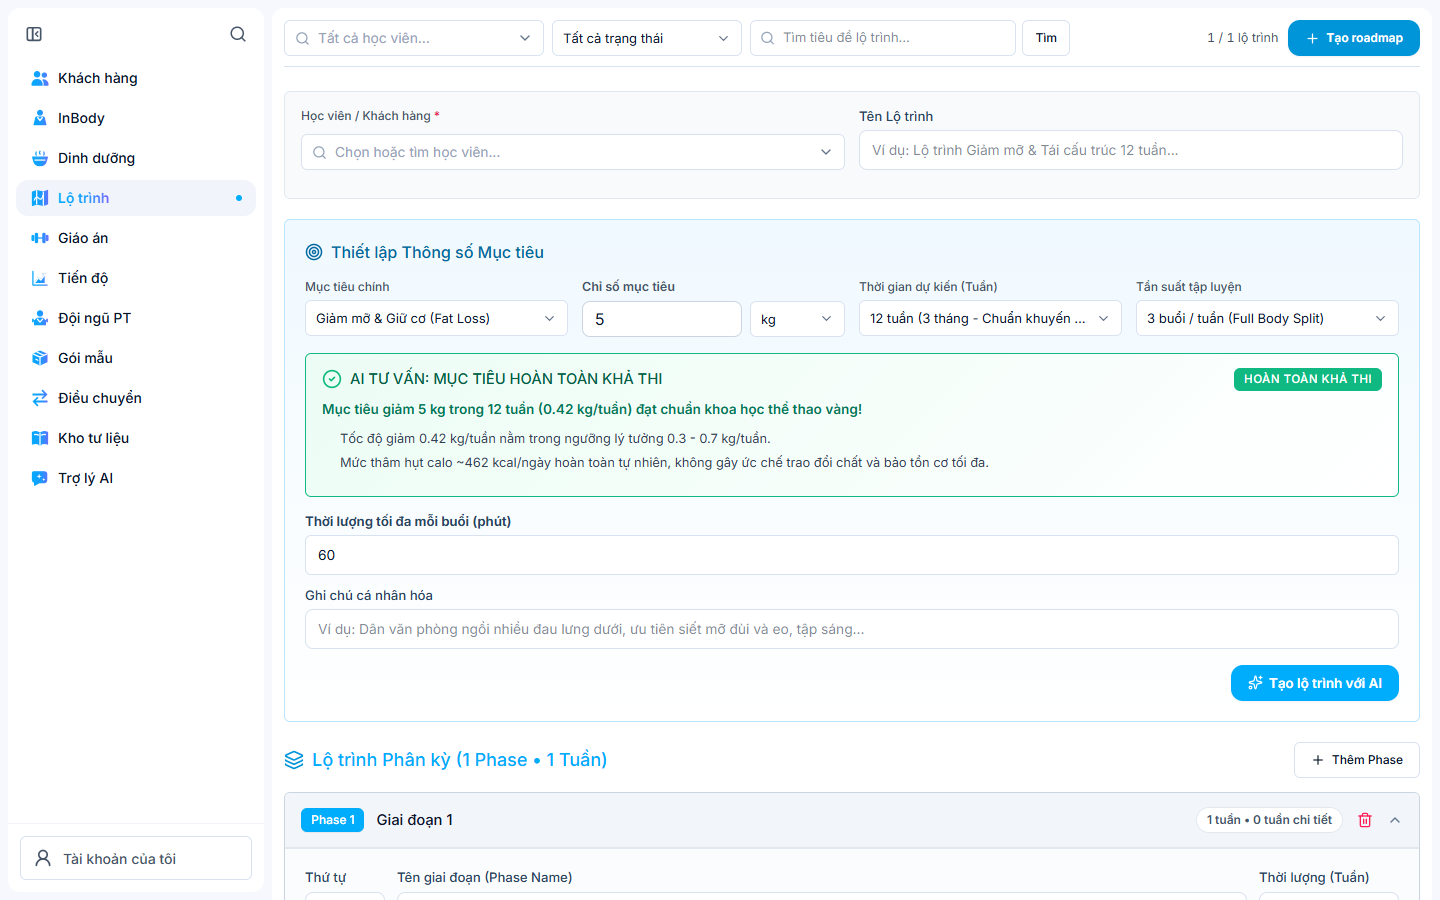 Tất cả học viên...
Tất cả trạng thái
Tìm tiêu đề lộ trình...
Tìm
1 / 1 lộ trình
Tạo roadmap
Khách hàng
InBody
Dinh dưỡng
Lộ trình
Giáo án
Tiến độ
Đội ngũ PT
Gói mẫu
Điều chuyển
Kho tư liệu
Trợ lý AI
Tài khoản của tôi
Học viên / Khách hàng *
Chọn hoặc tìm học viên...
Tên Lộ trình
Ví dụ: Lộ trình Giảm mỡ & Tái cấu trúc 12 tuần...
Thiết lập Thông số Mục tiêu
Mục tiêu chính
Giảm mỡ & Giữ cơ (Fat Loss)
Chỉ số mục tiêu
5
kg
Thời gian dự kiến (Tuần)
12 tuần (3 tháng - Chuẩn khuyến ...
Tần suất tập luyện
3 buổi / tuần (Full Body Split)
AI TƯ VẤN: MỤC TIÊU HOÀN TOÀN KHẢ THI
HOÀN TOÀN KHẢ THI
Mục tiêu giảm 5 kg trong 12 tuần (0.42 kg/tuần) đạt chuẩn khoa học thể thao vàng!
Tốc độ giảm 0.42 kg/tuần nằm trong ngưỡng lý tưởng 0.3 - 0.7 kg/tuần.
Mức thâm hụt calo ~462 kcal/ngày hoàn toàn tự nhiên, không gây ức chế trao đổi chất và bảo tồn cơ tối đa.
Thời lượng tối đa mỗi buổi (phút)
60
Ghi chú cá nhân hóa
Ví dụ: Dân văn phòng ngồi nhiều đau lưng dưới, ưu tiên siết mỡ đùi và eo, tập sáng...
Tạo lộ trình với AI
Lộ trình Phân kỳ (1 Phase • 1 Tuần)
Thêm Phase
Phase 1
Giai đoạn 1
1 tuần • 0 tuần chi tiết
Thứ tự
Tên giai đoạn (Phase Name)
Thời lượng (Tuần)